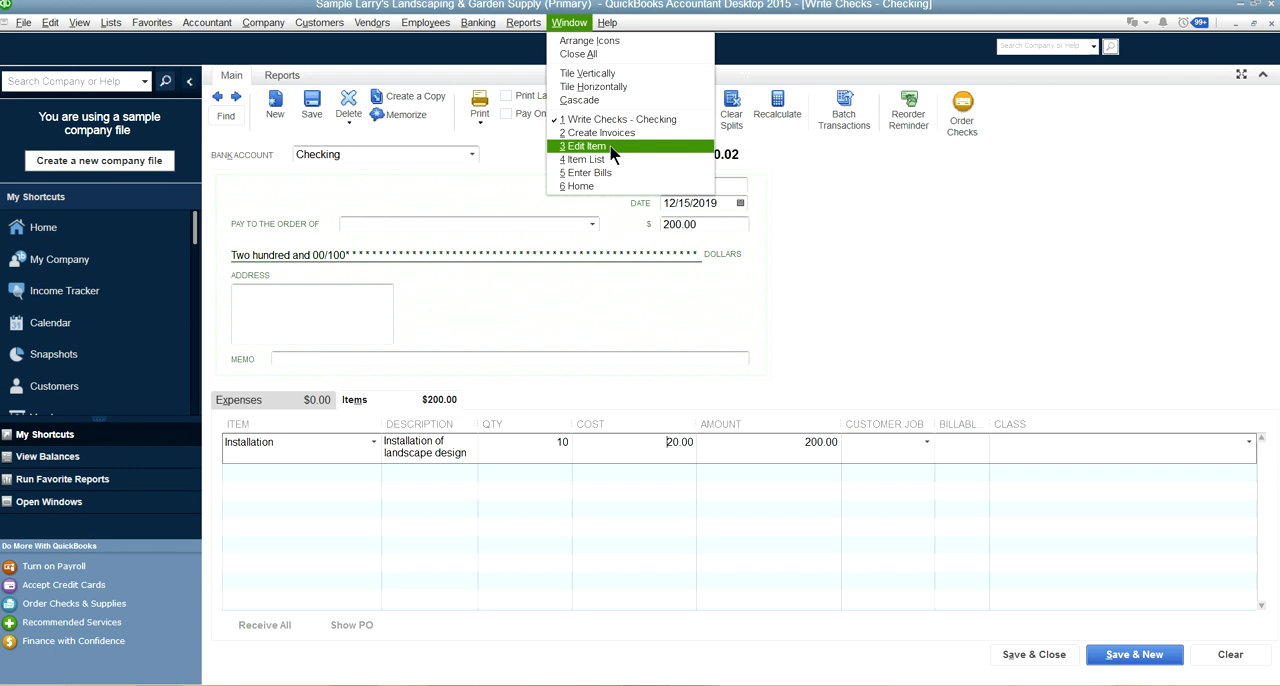 Sample Larry's Landscaping & Garden Supply (Primary) - QuickBooks Accountant Desktop 2015 - [Write Checks - Checking]
File Edit View Lists Favorites Accountant Company Customers Vendors Employees Banking Reports Window Help
99+
Search Company or Help
Arrange Icons
Close All
Tile Vertically
Tile Horizontally
Cascade
1 Write Checks - Checking
2 Create Invoices
3 Edit Item
4 Item List
5 Enter Bills
6 Home
Search Company or Help
You are using a sample
company file
Create a new company file
My Shortcuts
Home
My Company
Income Tracker
Calendar
Snapshots
Customers
My Shortcuts
View Balances
Run Favorite Reports
Open Windows
Do More With QuickBooks
Turn on Payroll
Accept Credit Cards
Order Checks & Supplies
Recommended Services
Finance with Confidence
Main Reports
Find
New
Save
Delete
Create a Copy
Memorize
Print
Print La
Pay On
Clear
Splits
Recalculate
Batch
Transactions
Reorder
Reminder
Order
Checks
BANK ACCOUNT Checking
0.02
DATE 12/15/2019
PAY TO THE ORDER OF $ 200.00
Two hundred and 00/100* * * * * * * * * * * * * * * * * * * * * * * * * * * * * * * * * * * * * * * * * * * * * * * * * * * * * * DOLLARS
ADDRESS
MEMO
Expenses $0.00 Items $200.00
ITEM DESCRIPTION QTY COST AMOUNT CUSTOMER:JOB BILLABL... CLASS
Installation Installation of 10 20.00 200.00
landscape design
Receive All Show PO
Save & Close Save & New Clear